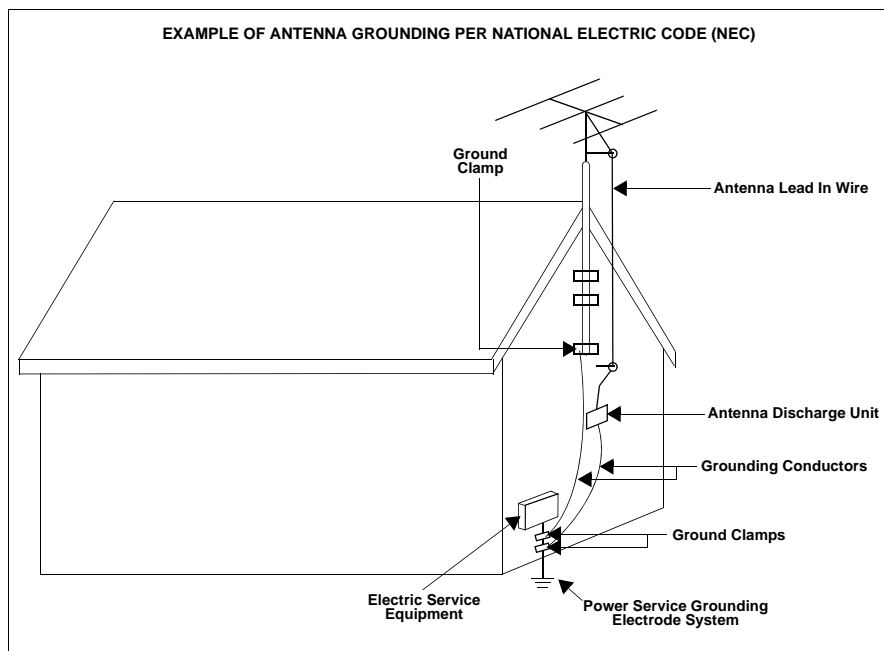 EXAMPLE OF ANTENNA GROUNDING PER NATIONAL ELECTRIC CODE (NEC)
Ground
Clamp
Antenna Lead In Wire
Antenna Discharge Unit
Grounding Conductors
Ground Clamps
Electric Service
Equipment
Power Service Grounding
Electrode System